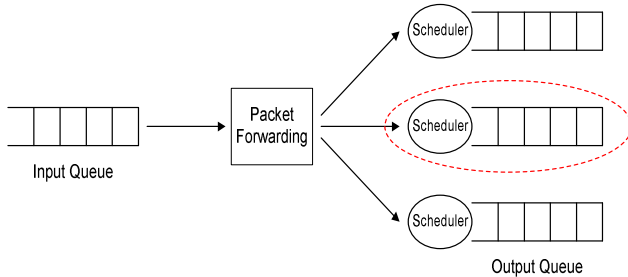 Scheduler
Packet
Forwarding
Scheduler
Input Queue
Scheduler
Output Queue